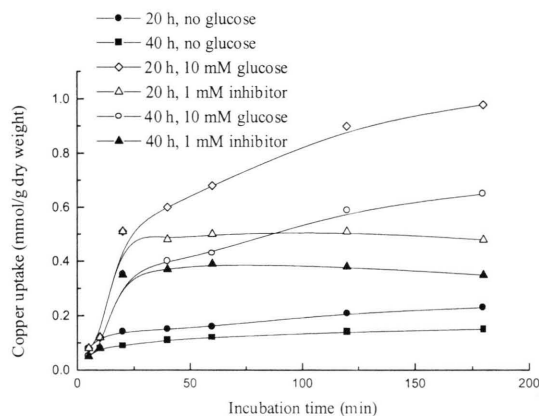 20 h, no glucose
40 h, no glucose
20 h, 10 mM glucose
20 h, 1 mM inhibitor
40 h, 10 mM glucose
40 h, 1 mM inhibitor
Copper uptake (mmol/g dry weight)
1.0
0.8
0.6
0.4
0.2
0.0
0
50
100
150
200
Incubation time (min)